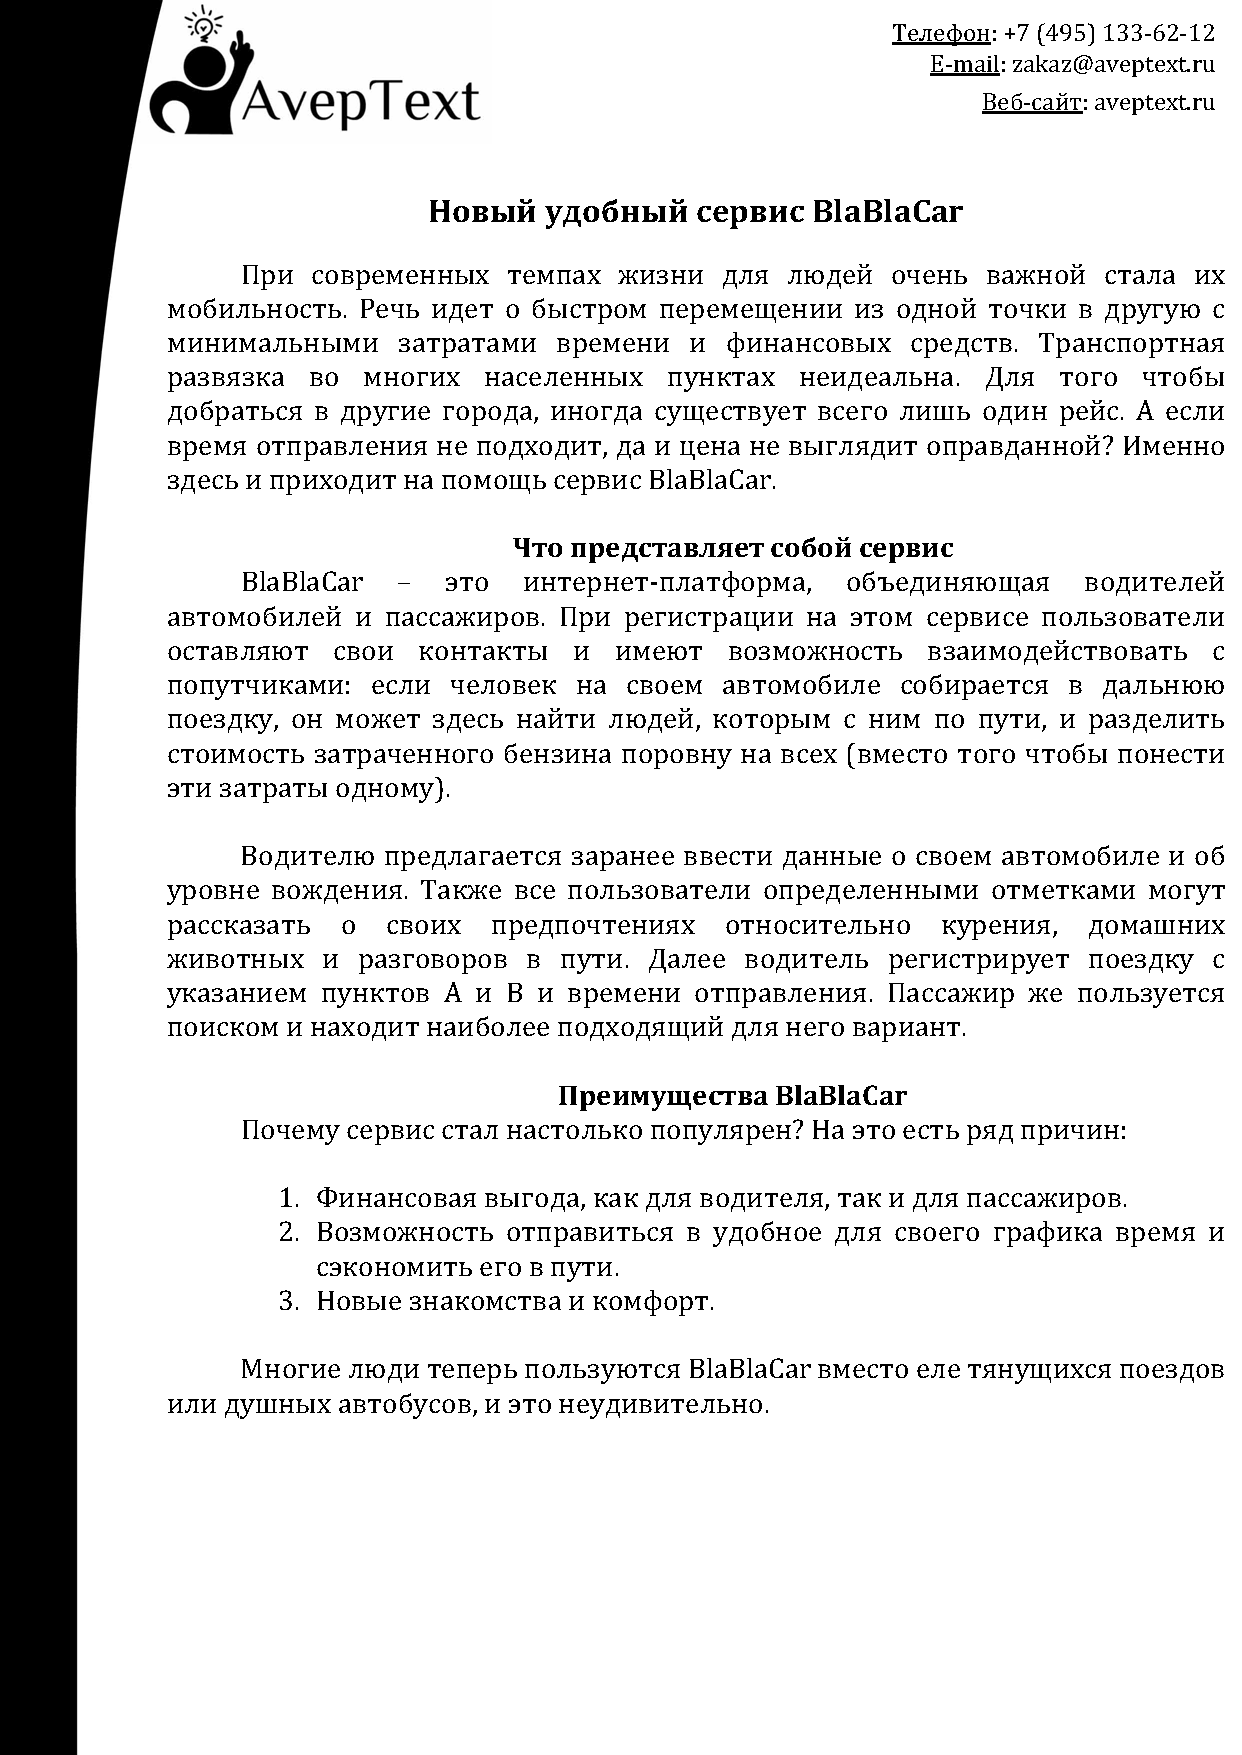 AvepText
Телефон: +7 (495) 133-62-12
E-mail: zakaz@aveptext.ru
Веб-сайт: aveptext.ru
Новый удобный сервис BlaBlaCar
При современных темпах жизни для людей очень важной стала их
мобильность. Речь идет о быстром перемещении из одной точки в другую с
минимальными затратами времени и финансовых средств. Транспортная
развязка во многих населенных пунктах неидеальна. Для того чтобы
добраться в другие города, иногда существует всего лишь один рейс. А если
время отправления не подходит, да и цена не выглядит оправданной? Именно
здесь и приходит на помощь сервис BlaBlaCar.
Что представляет собой сервис
BlaBlaCar – это интернет-платформа, объединяющая водителей
автомобилей и пассажиров. При регистрации на этом сервисе пользователи
оставляют свои контакты и имеют возможность взаимодействовать с
попутчиками: если человек на своем автомобиле собирается в дальнюю
поездку, он может здесь найти людей, которым с ним по пути, и разделить
стоимость затраченного бензина поровну на всех (вместо того чтобы понести
эти затраты одному).
Водителю предлагается заранее ввести данные о своем автомобиле и об
уровне вождения. Также все пользователи определенными отметками могут
рассказать о своих предпочтениях относительно курения, домашних
животных и разговоров в пути. Далее водитель регистрирует поездку с
указанием пунктов А и В и времени отправления. Пассажир же пользуется
поиском и находит наиболее подходящий для него вариант.
Преимущества BlaBlaCar
Почему сервис стал настолько популярен? На это есть ряд причин:
1. Финансовая выгода, как для водителя, так и для пассажиров.
2. Возможность отправиться в удобное для своего графика время и
сэкономить его в пути.
3. Новые знакомства и комфорт.
Многие люди теперь пользуются BlaBlaCar вместо еле тянущихся поездов
или душных автобусов, и это неудивительно.